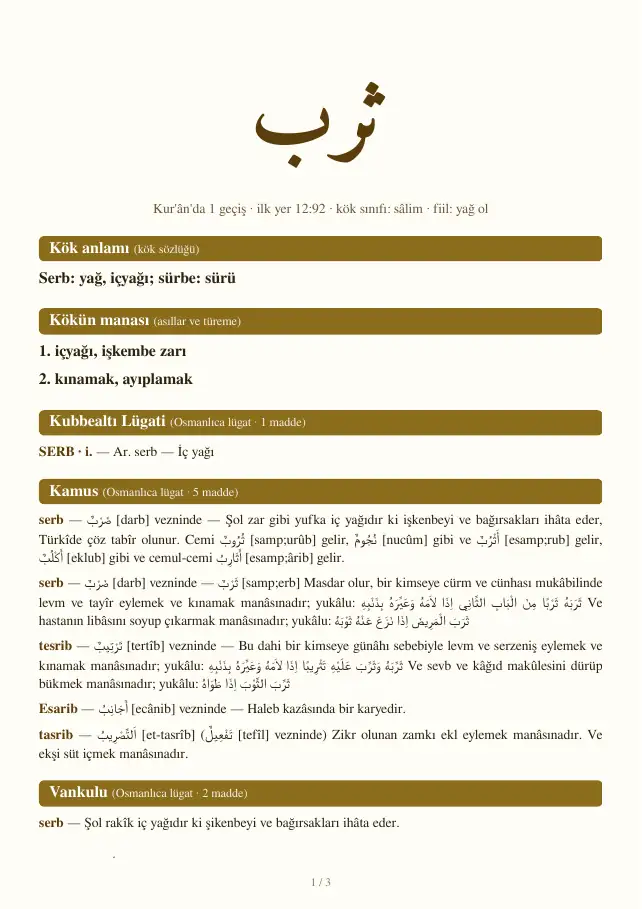 ثرب
Kur'ân'da 1 geçiş · ilk yer 12:92 · kök sınıfı: sâlim · fiil: yağ ol
Kök anlamı (kök sözlüğü)
Serb: yağ, içyağı; sürbe: sürü
Kökün manası (asıllar ve türeme)
1. içyağı, işkembe zarı
2. kınamak, ayıplamak
Kubbealtı Lügati (Osmanlıca lügat · 1 madde)
SERB · i. — Ar. serb — İç yağı
Kamus (Osmanlıca lügat · 5 madde)
serb — ضَرْبٌ [darb] vezninde — Şol zar gibi yufka iç yağıdır ki işkenbeyi ve bağırsakları ihâta eder,
Türkîde çöz tabîr olunur. Cemi ثُرُوبٌ [samp;urûb] gelir, نُجُومٌ [nucûm] gibi ve أَثْرُبٌ [esamp;rub] gelir,
أَكْلُبٌ [eklub] gibi ve cemul-cemi أَثَارِبُ [esamp;ârib] gelir.
serb — ضَرْبٌ [darb] vezninde — ثَرْبٌ [samp;erb] Masdar olur, bir kimseye cürm ve cünhası mukâbilinde
levm ve tayîr eylemek ve kınamak manâsınadır; yukâlu: ثَرَبَهُ ثَرْبًا مِنَ الْبَابِ الثَّانِي اِذَا لاَمَهُ وَعَيَّرَهُ بِذَنْبِهِ Ve
hastanın libâsını soyup çıkarmak manâsınadır; yukâlu: ثَرَبَ الْمَرِيضَ اِذَا نَزَعَ عَنْهُ ثَوْبَهُ
tesrib — تَرْتِيبٌ [tertîb] vezninde — Bu dahi bir kimseye günâhı sebebiyle levm ve serzeniş eylemek ve
kınamak manâsınadır; yukâlu: ثَرَّبَهُ وَثَرَّبَ عَلَيْهِ تَثْرِيبًا اِذَا لاَمَهُ وَعَيَّرَهُ بِذَنْبِهِ Ve sevb ve kâğıd makûlesini dürüp
bükmek manâsınadır; yukâlu: ثَرَّبَ الثَّوْبَ اِذَا طَوَاهُ
Esarib — أَجَانِبُ [ecânib] vezninde — Haleb kazâsında bir karyedir.
tasrib — اَلتَّصْرِيبُ [et-tasrîb] (تَفْعِيلٌ [tefîl] vezninde) Zikr olunan zamkı ekl eylemek manâsınadır. Ve
ekşi süt içmek manâsınadır.
Vankulu (Osmanlıca lügat · 2 madde)
serb — Şol rakîk iç yağıdır ki şikenbeyi ve bağırsakları ihâta eder.
1 / 3